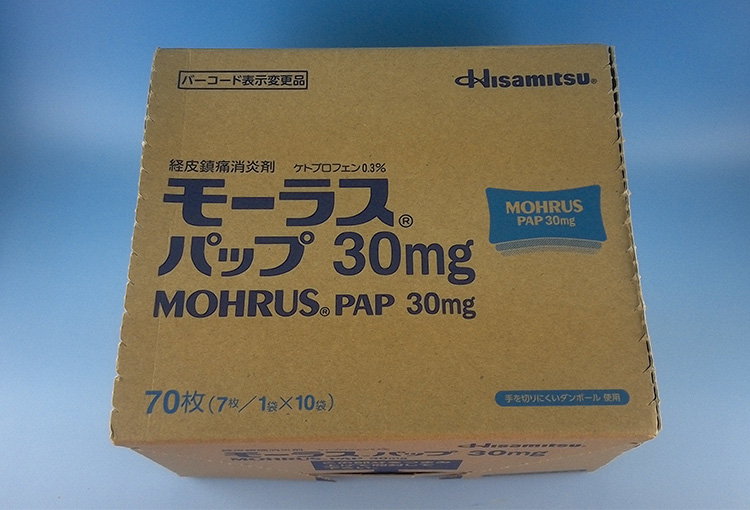 バーコード表示変更品
Hisamitsu®
経皮鎮痛消炎剤 ケトプロフェン0.3%
モーラス®
パップ 30mg
MOHRUS® PAP 30mg
MOHRUS
PAP 30mg
70枚(7枚/1袋×10袋)
手を切りにくいダンボール 使用
Hisamitsu®
モーラス パップ 30mg
MOHRUS PAP 30mg